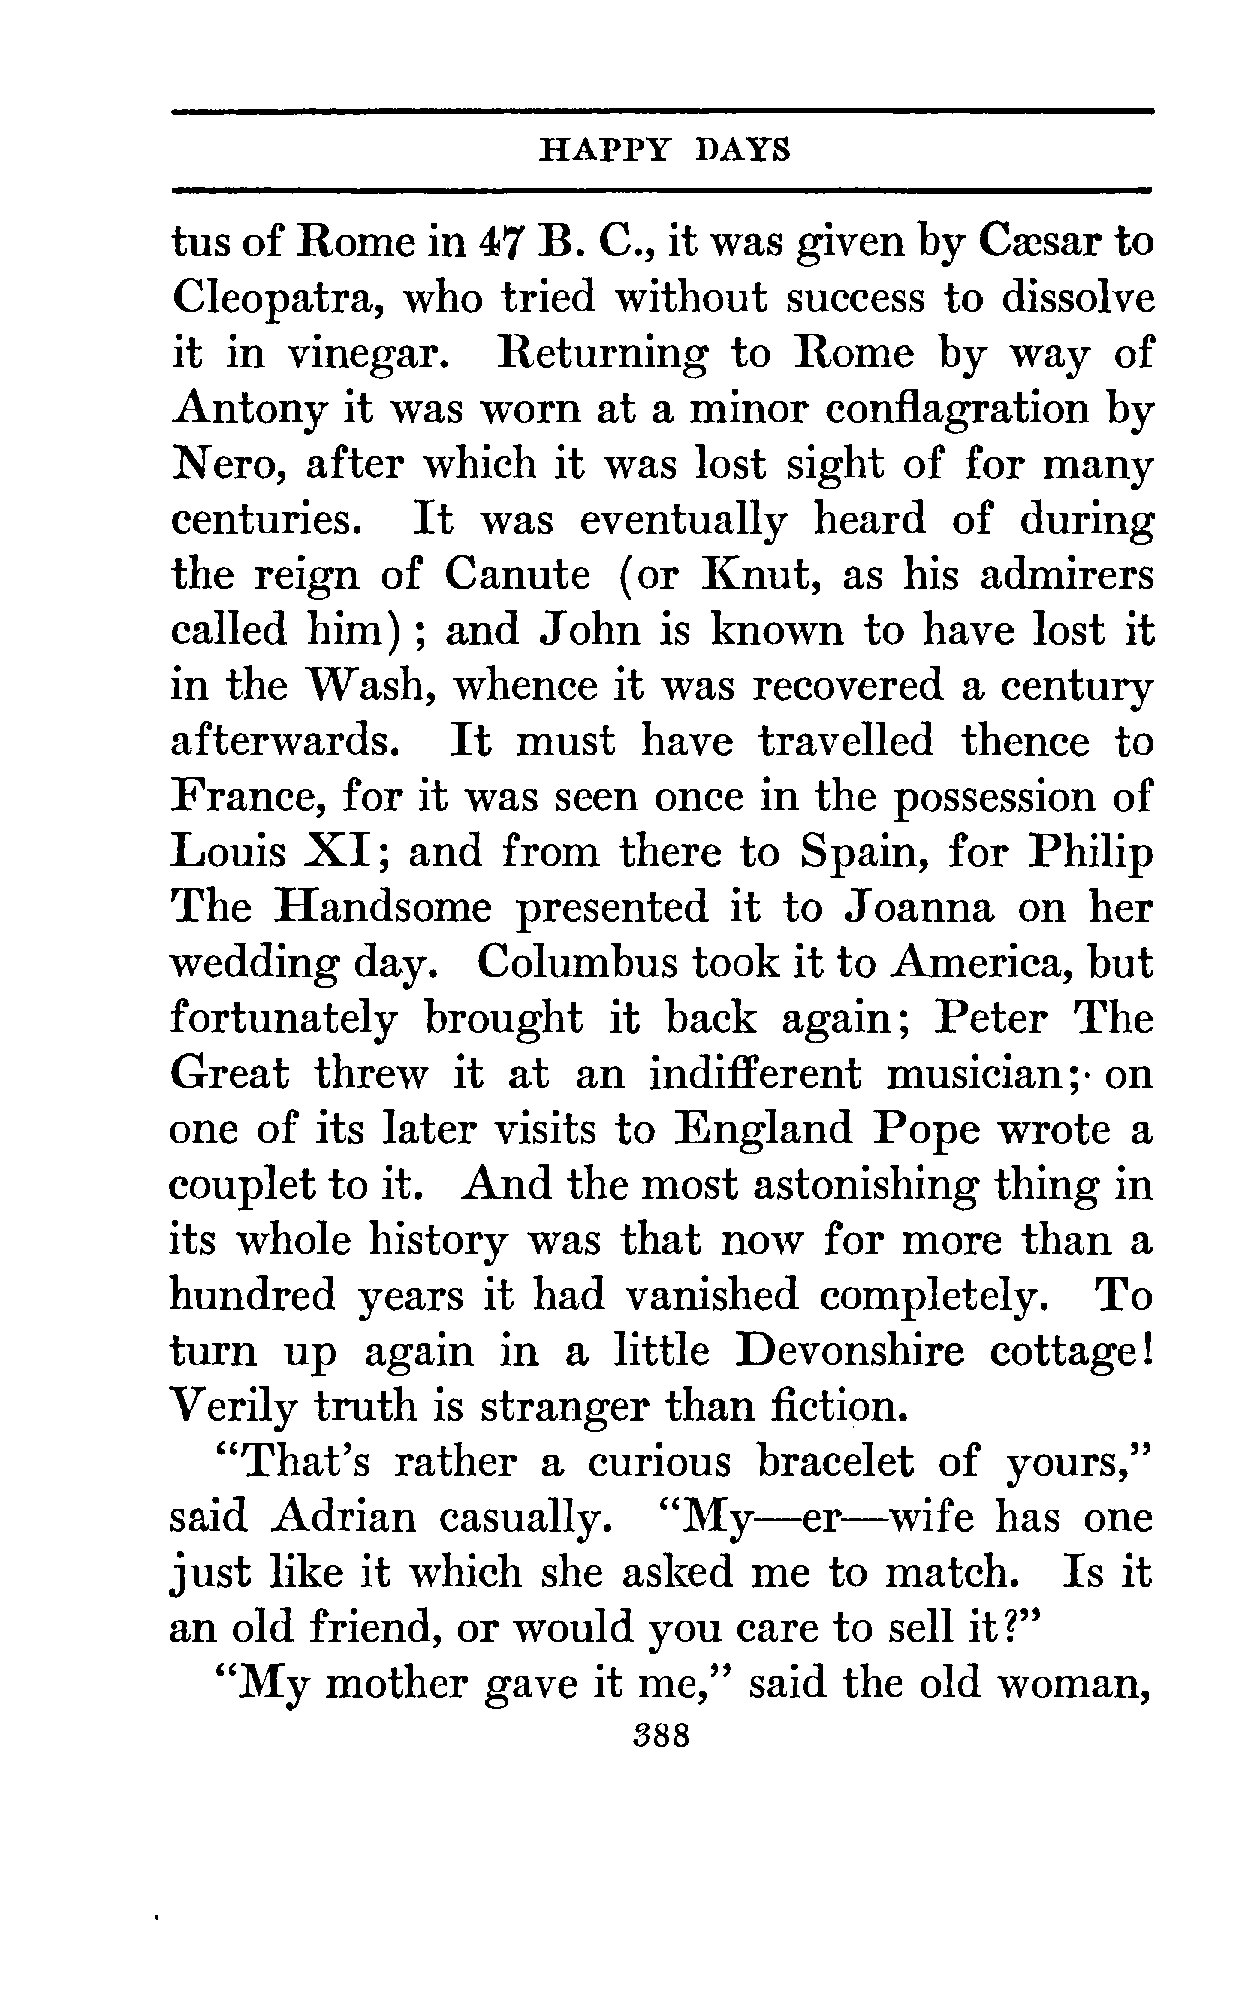 HAPPY DAYS
tus of Rome in 47 B. C., it was given by Cæsar to
Cleopatra, who tried without success to dissolve
it in vinegar. Returning to Rome by way of
Antony it was worn at a minor conflagration by
Nero, after which it was lost sight of for many
centuries. It was eventually heard of during
the reign of Canute (or Knut, as his admirers
called him) ; and John is known to have lost it
in the Wash, whence it was recovered a century
afterwards. It must have travelled thence to
France, for it was seen once in the possession of
Louis XI; and from there to Spain, for Philip
The Handsome presented it to Joanna on her
wedding day. Columbus took it to America, but
fortunately brought it back again; Peter The
Great threw it at an indifferent musician; on
one of its later visits to England Pope wrote a
couplet to it. And the most astonishing thing in
its whole history was that now for more than a
hundred years it had vanished completely. To
turn up again in a little Devonshire cottage!
Verily truth is stranger than fiction.
"That's rather a curious bracelet of yours,"
said Adrian casually. "My—er—wife has one
just like it which she asked me to match. Is it
an old friend, or would you care to sell it?"
"My mother gave it me," said the old woman,
388